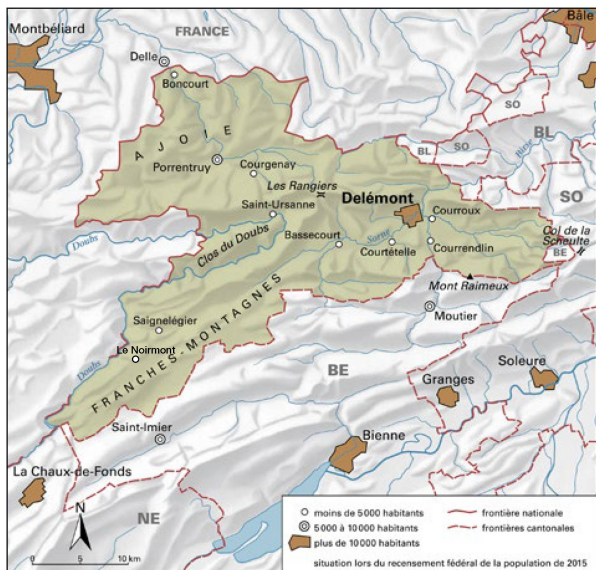 Montbéliard
Bâle
FRANCE
Delle
Boncourt
SO
BL
AJOIE
Birse
BL
SO
BL
Porrentruy
Courgenay
Les Rangiers
SO
Delémont
Saint-Ursanne
Courroux
Col de la
Scheulte
Doubs
Clos du Doubs
Bassecourt
Sorne
Courtételle
Courrendlin
BE
Mont Raimeux
Moutier
Saignelégier
Le Noirmont
Doubs
FRANCHES-MONTAGNES
BE
Soleure
Granges
Saint-Imier
Bienne
La Chaux-de-Fonds
N
NE
0 5 10 km
moins de 5000 habitants
5000 à 10000 habitants
plus de 10000 habitants
frontière nationale
frontières cantonales
situation lors du recensement fédéral de la population de 2015